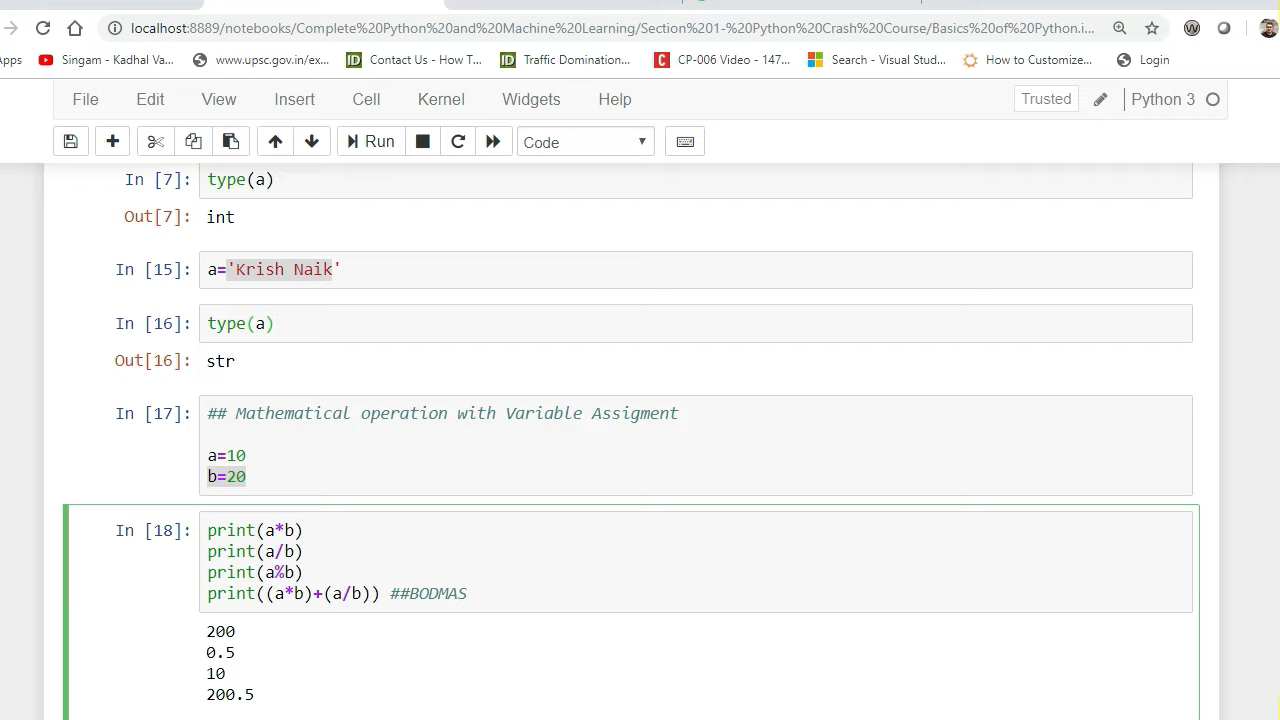 localhost:8889/notebooks/Complete%20Python%20and%20Machine%20Learning/Section%201-%20Python%20Crash%20Course/Basics%20of%20Python.i...
Apps Singam - Kadhal Va... www.upsc.gov.in/ex... Contact Us - How T... Traffic Domination... CP-006 Video - 147... Search - Visual Stud... How to Customize... Login
File Edit View Insert Cell Kernel Widgets Help Trusted Python 3
Run Code
In [7]: type(a)
Out[7]: int
In [15]: a='Krish Naik'
In [16]: type(a)
Out[16]: str
In [17]: ## Mathematical operation with Variable Assigment
a=10
b=20
In [18]: print(a*b)
print(a/b)
print(a%b)
print((a*b)+(a/b)) ##BODMAS
200
0.5
10
200.5